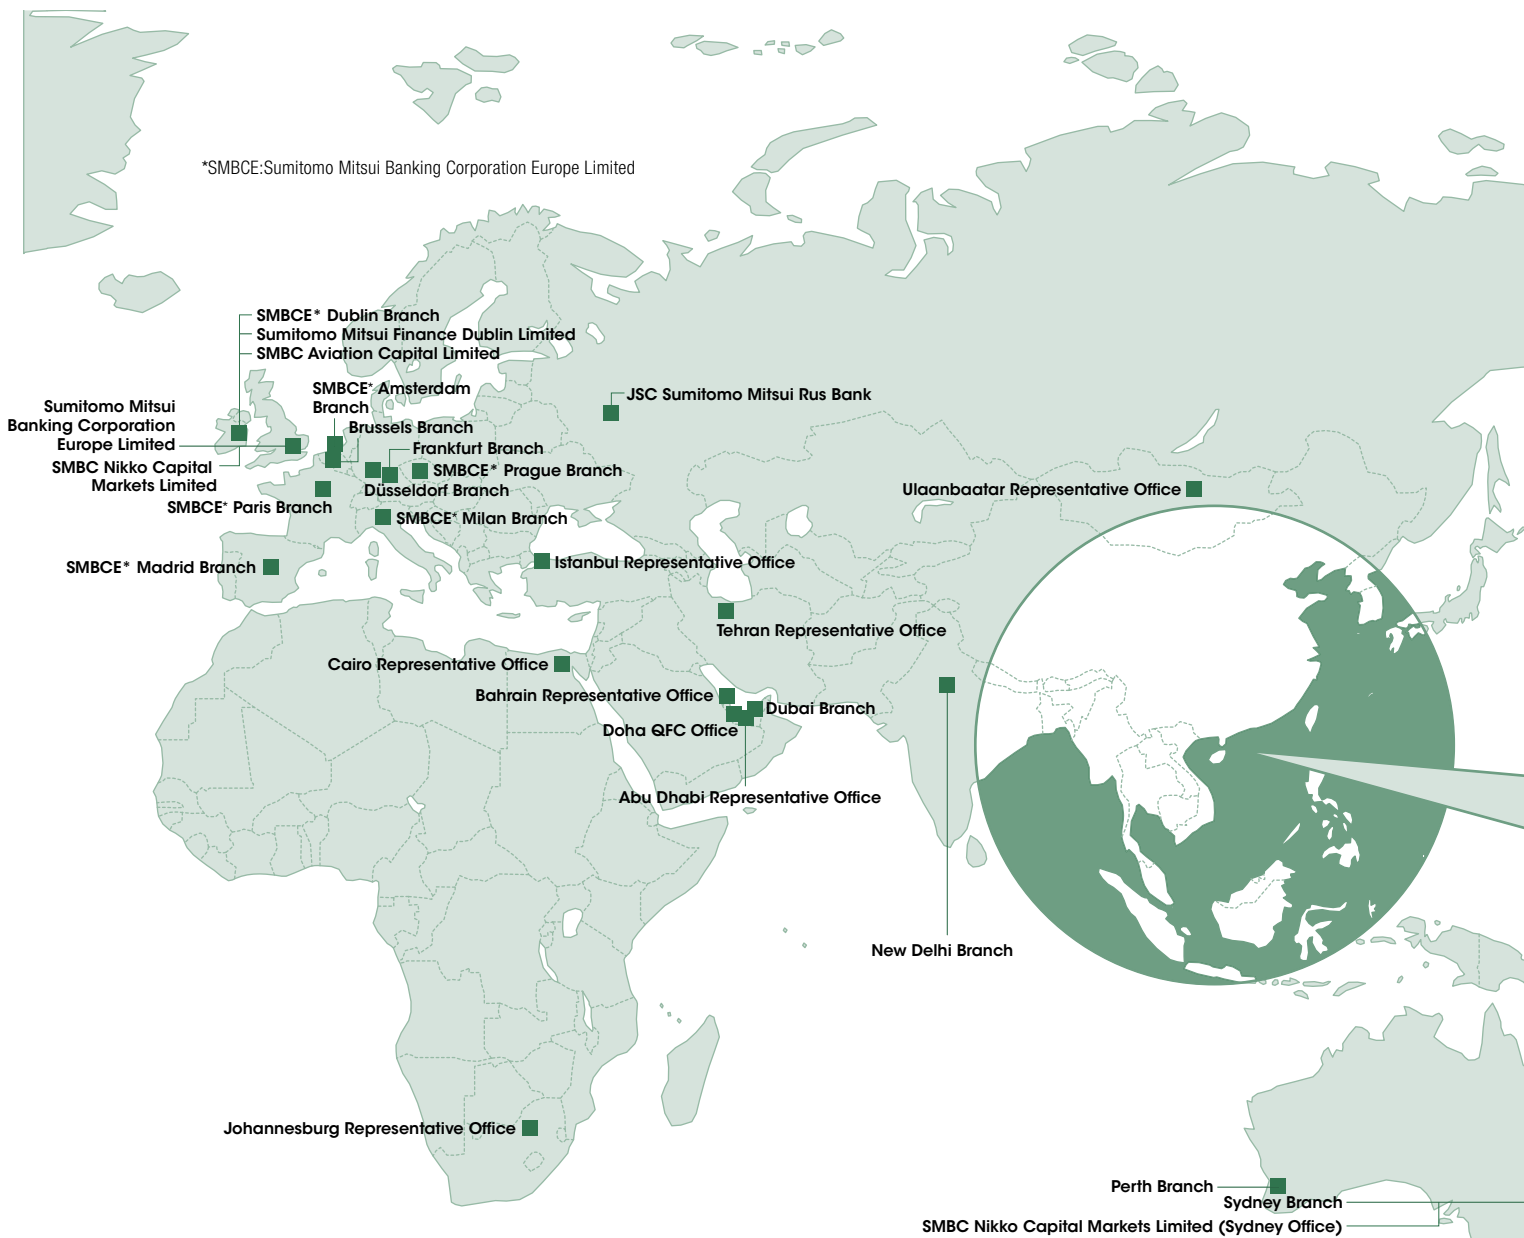 *SMBCE:Sumitomo Mitsui Banking Corporation Europe Limited
SMBCE* Dublin Branch
Sumitomo Mitsui Finance Dublin Limited
SMBC Aviation Capital Limited
SMBCE* Amsterdam
Branch
JSC Sumitomo Mitsui Rus Bank
Sumitomo Mitsui
Banking Corporation
Europe Limited
Brussels Branch
Frankfurt Branch
SMBC Nikko Capital
Markets Limited
SMBCE* Prague Branch
Düsseldorf Branch
Ulaanbaatar Representative Office
SMBCE* Paris Branch
SMBCE* Milan Branch
SMBCE* Madrid Branch
Istanbul Representative Office
Tehran Representative Office
Cairo Representative Office
Bahrain Representative Office
Dubai Branch
Doha QFC Office
Abu Dhabi Representative Office
New Delhi Branch
Johannesburg Representative Office
Perth Branch
Sydney Branch
SMBC Nikko Capital Markets Limited (Sydney Office)